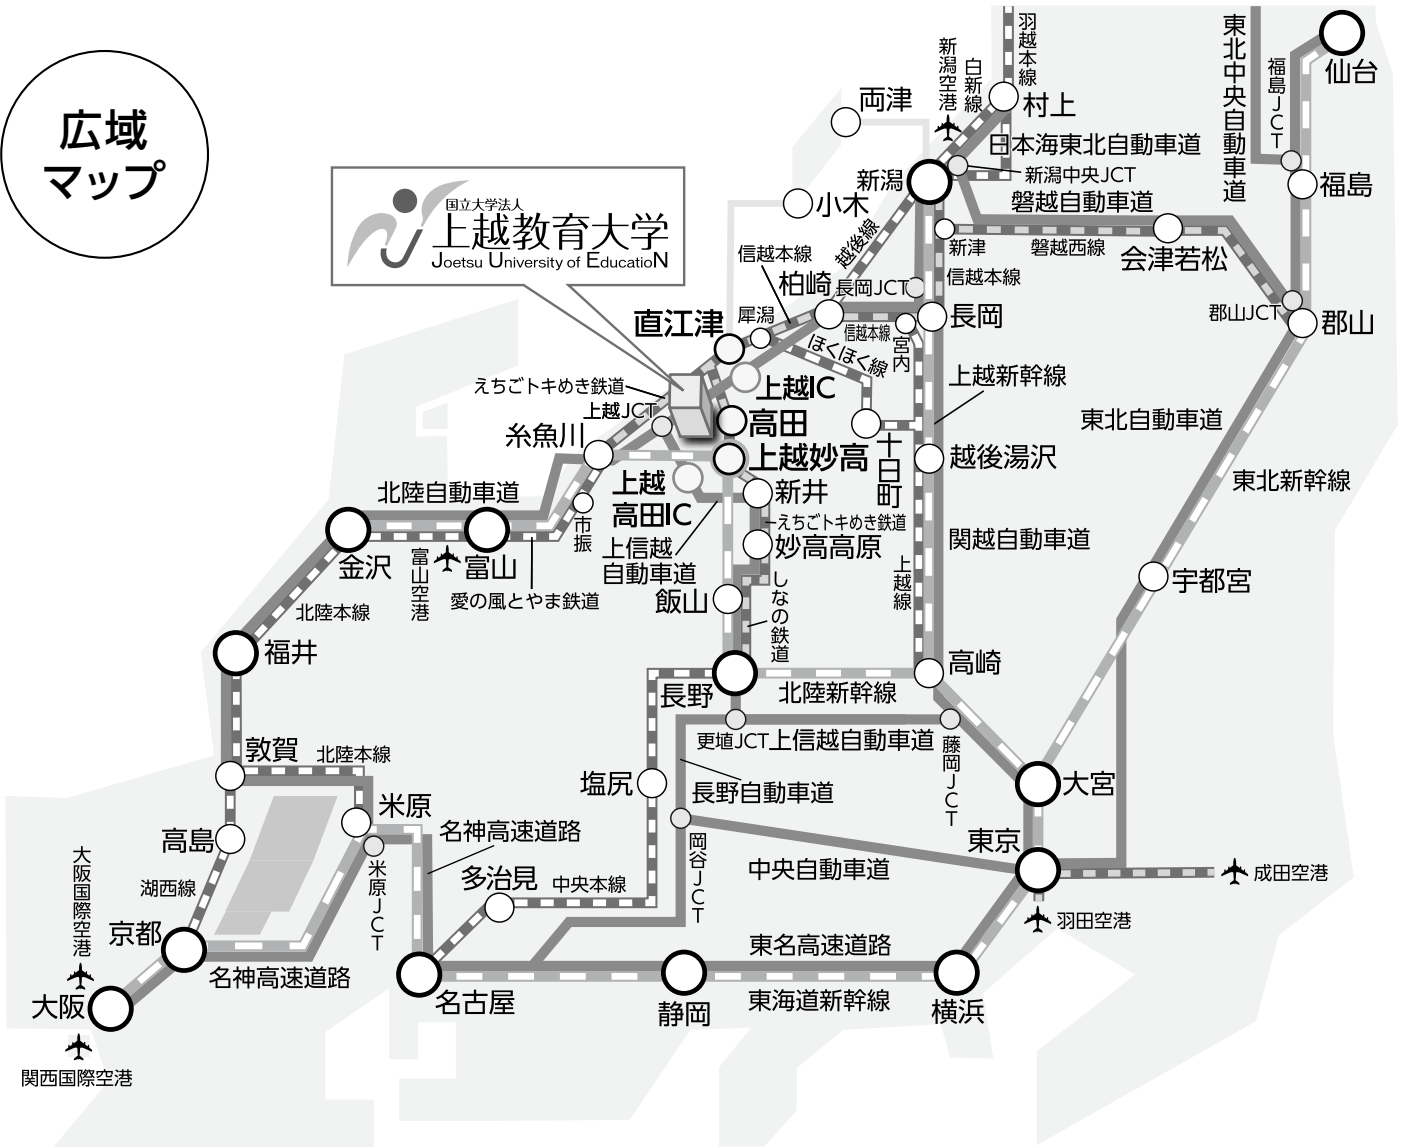 広域
マップ
国立大学法人
上越教育大学
Joetsu University of EducatioN
羽越本線
新潟空港
白新線
両津
村上
日本海東北自動車道
東北中央自動車道
福島JCT
仙台
新潟
新潟中央JCT
福島
小木
磐越自動車道
越後線
信越本線
新津
磐越西線
会津若松
柏崎
長岡JCT
信越本線
直江津
犀潟
信越本線
宮内
長岡
郡山JCT
郡山
ほくほく線
えちごトキめき鉄道
上越IC
上越新幹線
上越JCT
高田
東北自動車道
糸魚川
上越妙高
十日町
越後湯沢
上越
高田IC
新井
東北新幹線
北陸自動車道
市振
えちごトキめき鉄道
妙高高原
関越自動車道
上信越
自動車道
金沢
富山空港
富山
上越線
宇都宮
愛の風とやま鉄道
飯山
しなの鉄道
北陸本線
福井
高崎
長野
北陸新幹線
敦賀
北陸本線
更埴JCT
上信越自動車道
藤岡JCT
塩尻
長野自動車道
大宮
米原
高島
名神高速道路
岡谷JCT
東京
大阪国際空港
湖西線
米原JCT
多治見
中央本線
中央自動車道
成田空港
京都
羽田空港
名神高速道路
東名高速道路
大阪
名古屋
静岡
東海道新幹線
横浜
関西国際空港